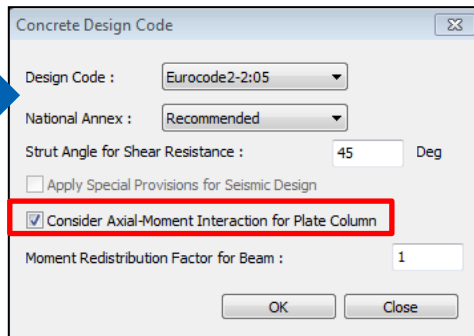 Concrete Design Code
Design Code : Eurocode2-2:05
National Annex : Recommended
Strut Angle for Shear Resistance : 45 Deg
Apply Special Provisions for Seismic Design
Consider Axial-Moment Interaction for Plate Column
Moment Redistribution Factor for Beam : 1
OK Close